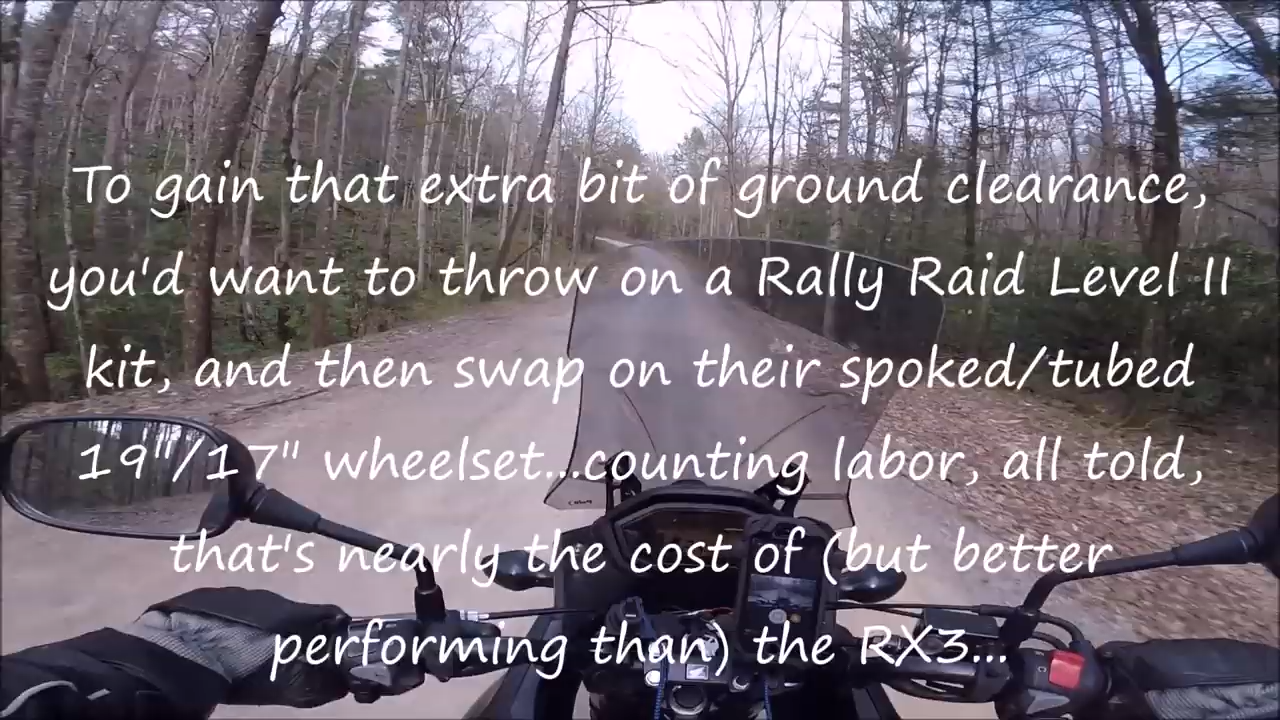 To gain that extra bit of ground clearance,
you'd want to throw on a Rally Raid Level II
kit, and then swap on their spoked/tubed
19"/17" wheelset...counting labor, all told,
that's nearly the cost of (but better
performing than) the RX3...